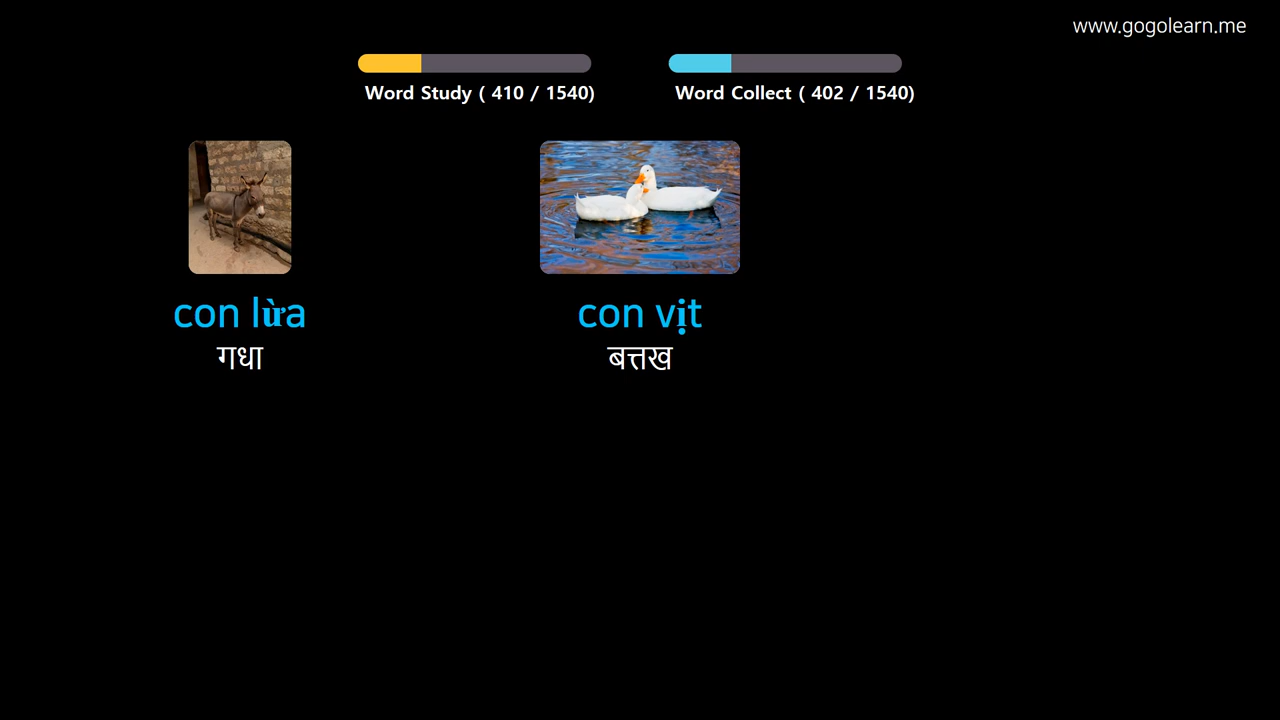 www.gogolearn.me
Word Study ( 410 / 1540)
Word Collect ( 402 / 1540)
con lừa
con vịt
गधा
बत्तख